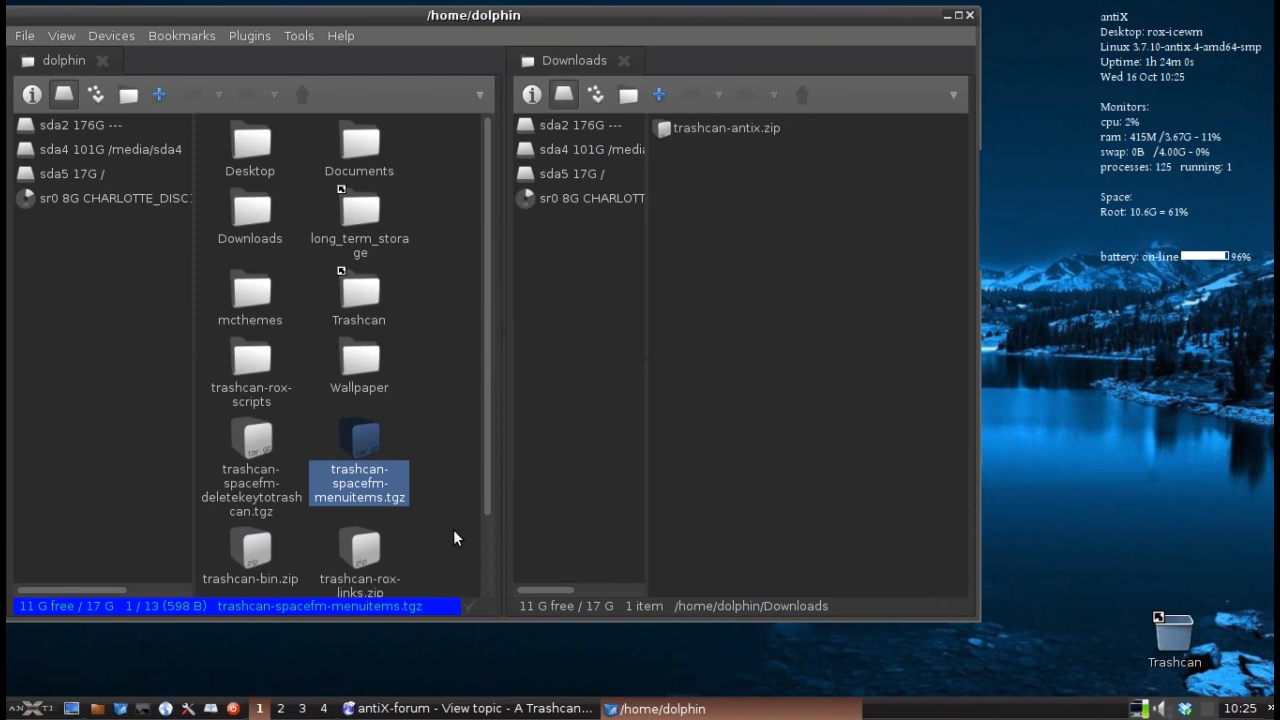 /home/dolphin
File View Devices Bookmarks Plugins Tools Help
dolphin
sda2 176G ---
sda4 101G /media/sda4
sda5 17G /
sr0 8G CHARLOTTE_DISC
Desktop
Documents
Downloads
long_term_stora
ge
mcthemes
Trashcan
trashcan-rox-
scripts
Wallpaper
trashcan-
spacefm-
deletekeytotrash
can.tgz
trashcan-
spacefm-
menuitems.tgz
trashcan-bin.zip
trashcan-rox-
links.zip
11 G free / 17 G 1 / 13 (598 B) trashcan-spacefm-menuitems.tgz
Downloads
sda2 176G ---
sda4 101G /media
sda5 17G /
sr0 8G CHARLOTT
trashcan-antix.zip
11 G free / 17 G 1 item /home/dolphin/Downloads
antiX
Desktop: rox-icewm
Linux 3.7.10-antix.4-amd64-smp
Uptime: 1h 24m 0s
Wed 16 Oct 10:25
Monitors:
cpu: 2%
ram : 415M /3.67G - 11%
swap: 0B /4.00G - 0%
processes: 125 running: 1
Space:
Root: 10.6G = 61%
battery: on-line 96%
Trashcan
1 2 3 4 antiX-forum - View topic - A Trashcan... /home/dolphin 10:25 »